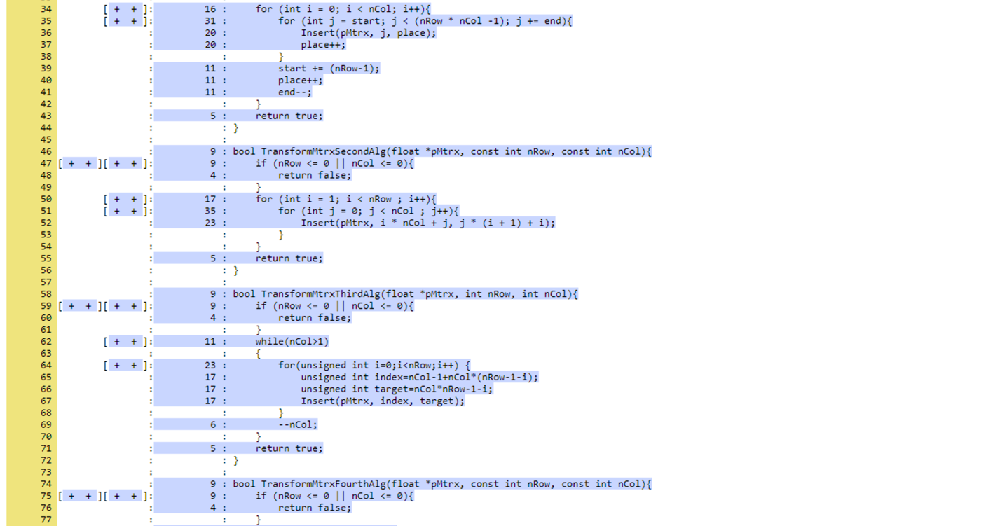 34 [ + + ]: 16 : for (int i = 0; i < nCol; i++){
35 [ + + ]: 31 : for (int j = start; j < (nRow * nCol -1); j += end){
36 : 20 : Insert(pMtrx, j, place);
37 : 20 : place++;
38 : : }
39 : 11 : start += (nRow-1);
40 : 11 : place++;
41 : 11 : end--;
42 : : }
43 : 5 : return true;
44 : : }
45 : :
46 : 9 : bool TransformMtrxSecondAlg(float *pMtrx, const int nRow, const int nCol){
47 [ + + ][ + + ]: 9 : if (nRow <= 0 || nCol <= 0){
48 : 4 : return false;
49 : : }
50 [ + + ]: 17 : for (int i = 1; i < nRow ; i++){
51 [ + + ]: 35 : for (int j = 0; j < nCol ; j++){
52 : 23 : Insert(pMtrx, i * nCol + j, j * (i + 1) + i);
53 : : }
54 : : }
55 : 5 : return true;
56 : : }
57 : :
58 : 9 : bool TransformMtrxThirdAlg(float *pMtrx, int nRow, int nCol){
59 [ + + ][ + + ]: 9 : if (nRow <= 0 || nCol <= 0){
60 : 4 : return false;
61 : : }
62 [ + + ]: 11 : while(nCol>1)
63 : : {
64 [ + + ]: 23 : for(unsigned int i=0;i<nRow;i++) {
65 : 17 : unsigned int index=nCol-1+nCol*(nRow-1-i);
66 : 17 : unsigned int target=nCol*nRow-1-i;
67 : 17 : Insert(pMtrx, index, target);
68 : : }
69 : 6 : --nCol;
70 : : }
71 : 5 : return true;
72 : : }
73 : :
74 : 9 : bool TransformMtrxFourthAlg(float *pMtrx, const int nRow, const int nCol){
75 [ + + ][ + + ]: 9 : if (nRow <= 0 || nCol <= 0){
76 : 4 : return false;
77 : : }